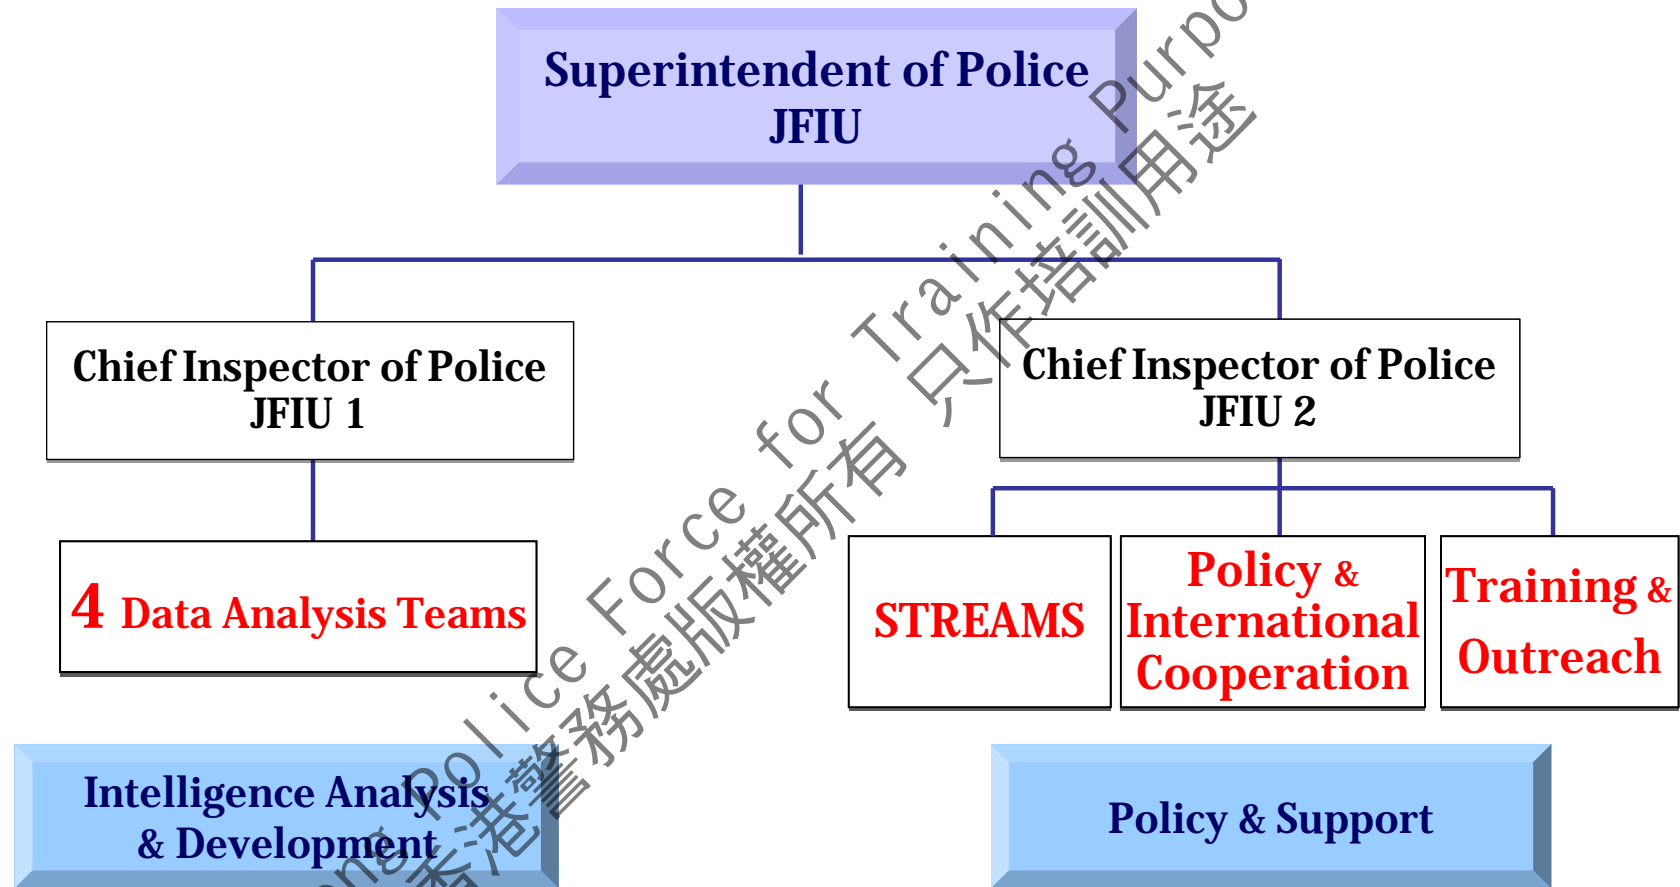 Superintendent of Police
JFIU
Chief Inspector of Police
JFIU 1
Chief Inspector of Police
JFIU 2
4 Data Analysis Teams
STREAMS
Policy &
International
Cooperation
Training &
Outreach
Intelligence Analysis
& Development
Policy & Support
Police Force for Training
香港警務處版權所有 只作培訓用途